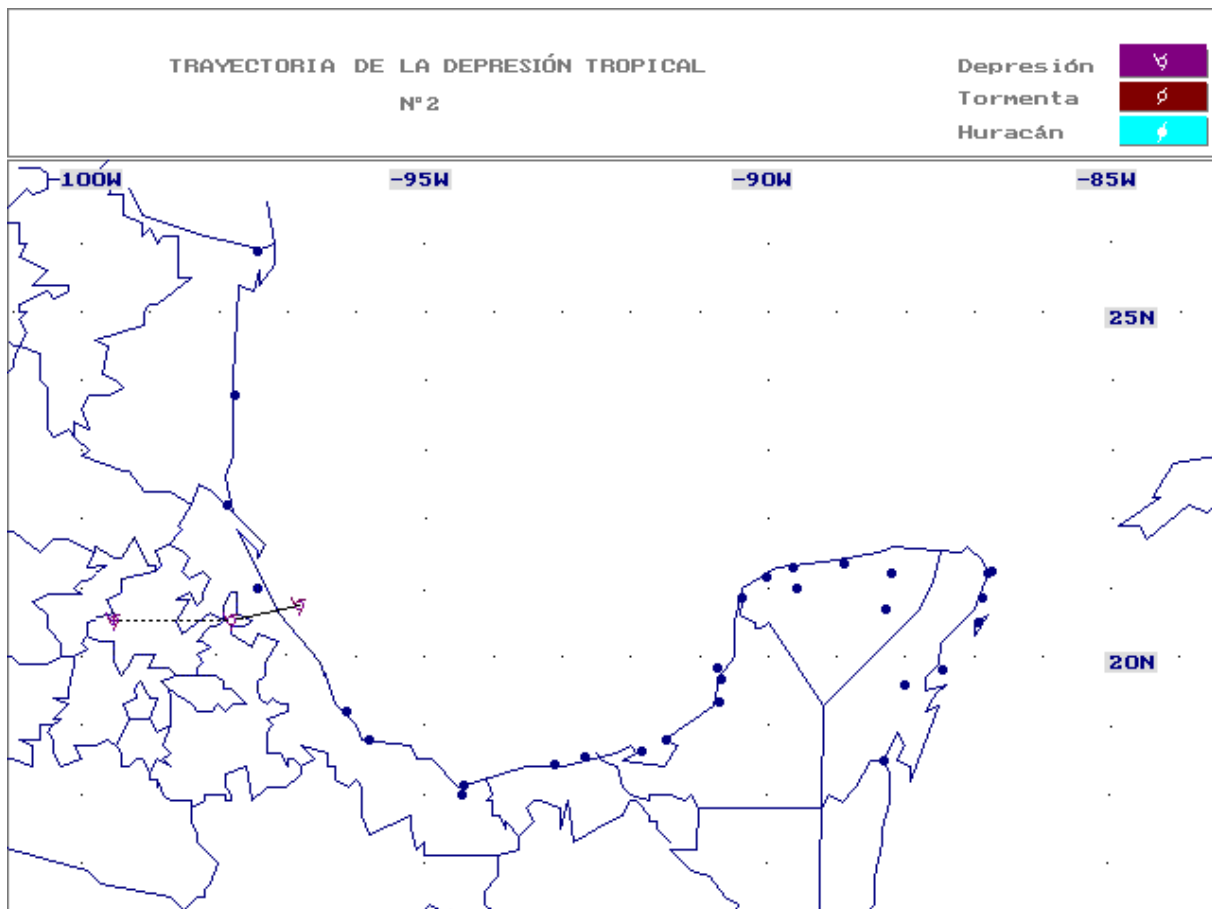 TRAYECTORIA DE LA DEPRESIÓN TROPICAL
N°2
Depresión
Tormenta
Huracán
-100W
-95W
-90W
-85W
25N
20N